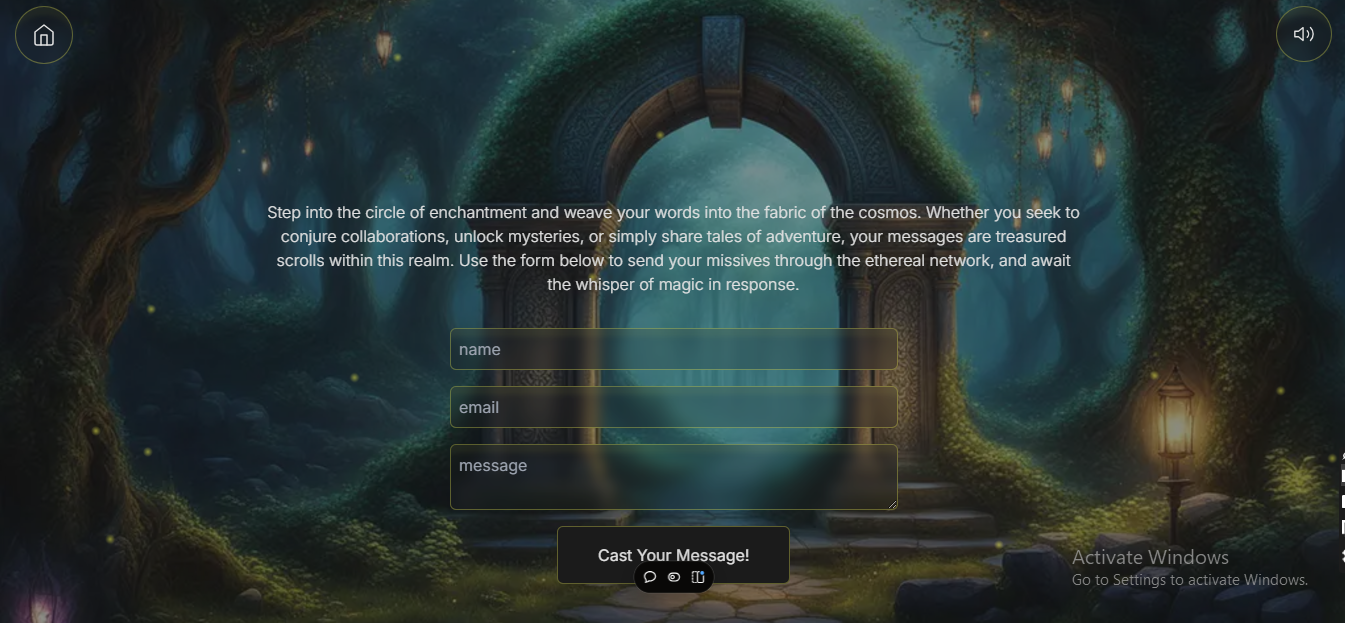 Step into the circle of enchantment and weave your words into the fabric of the cosmos. Whether you seek to
conjure collaborations, unlock mysteries, or simply share tales of adventure, your messages are treasured
scrolls within this realm. Use the form below to send your missives through the ethereal network, and await
the whisper of magic in response.
name
email
message
Cast Your Message!
Activate Windows
Go to Settings to activate Windows.